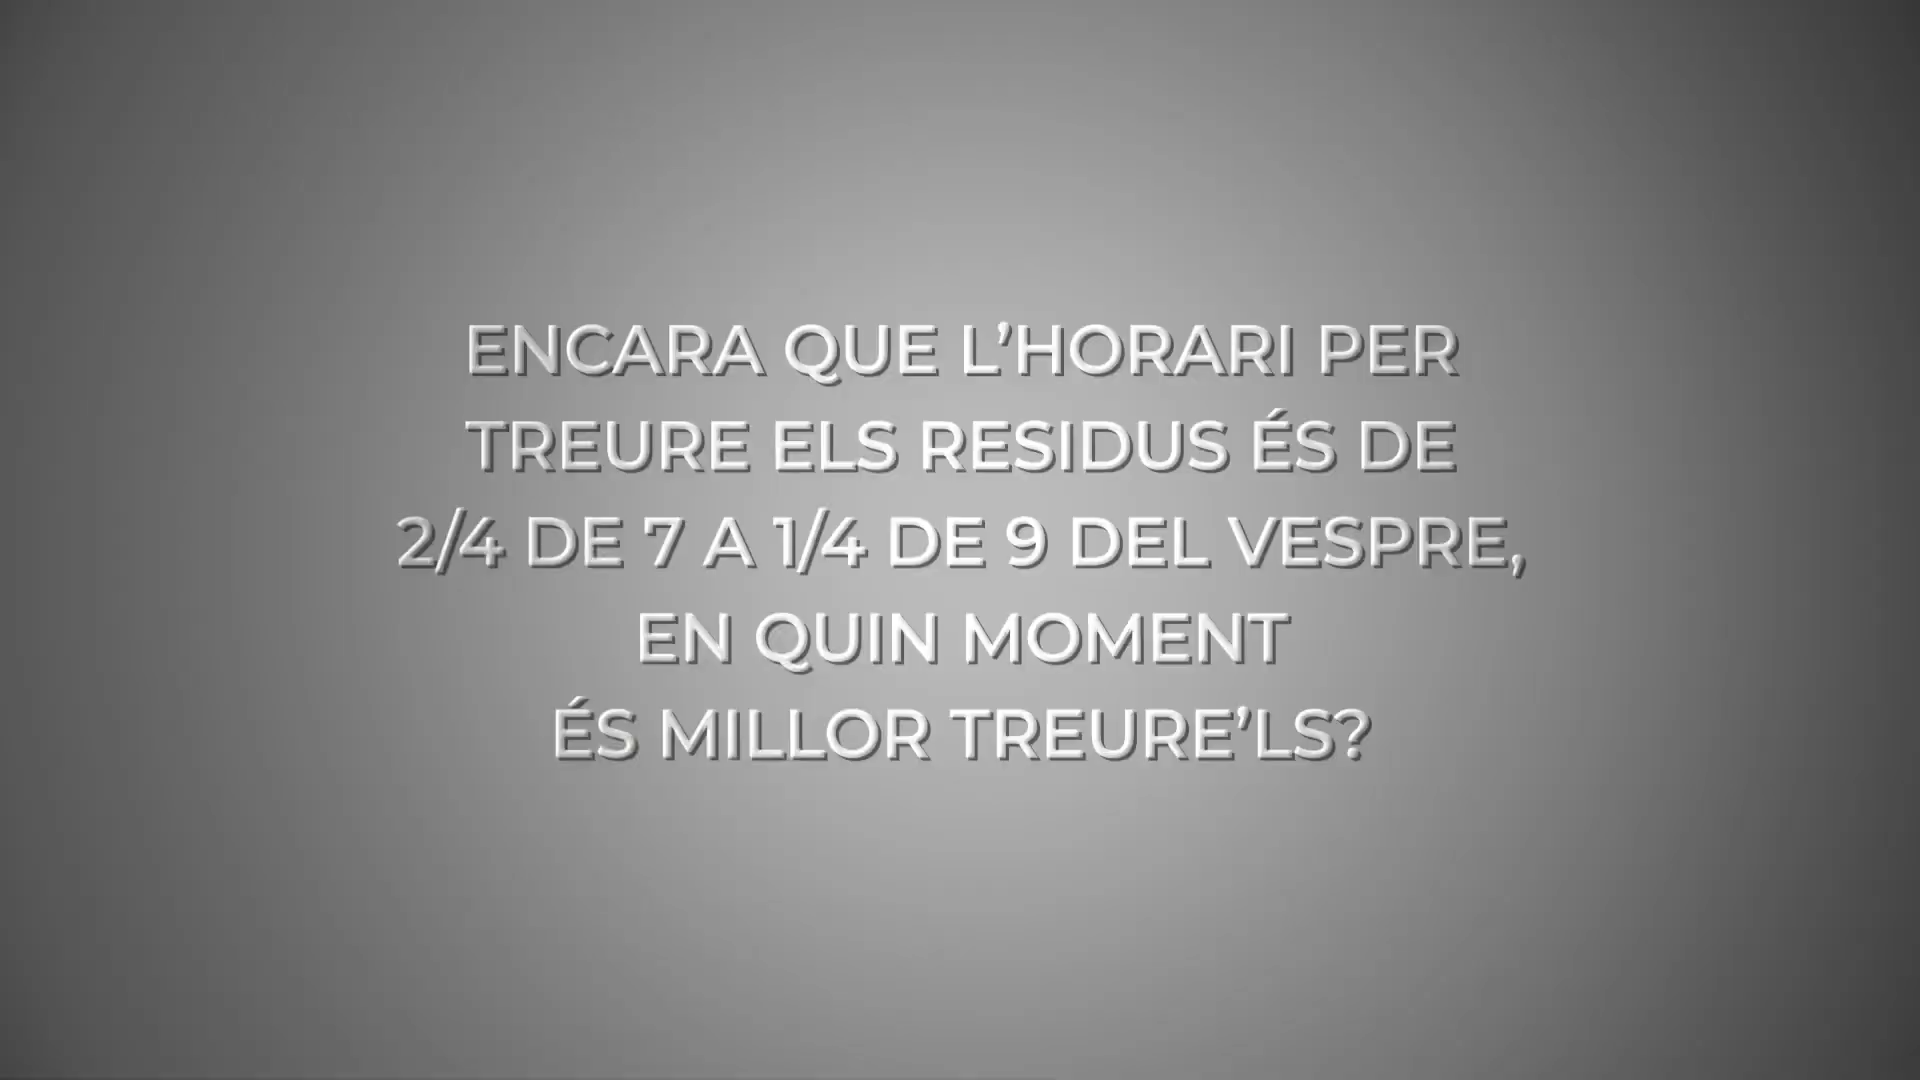 ENCARA QUE L’HORARI PER
TREURE ELS RESIDUS ÉS DE
2/4 DE 7 A 1/4 DE 9 DEL VESPRE,
EN QUIN MOMENT
ÉS MILLOR TREURE’LS?